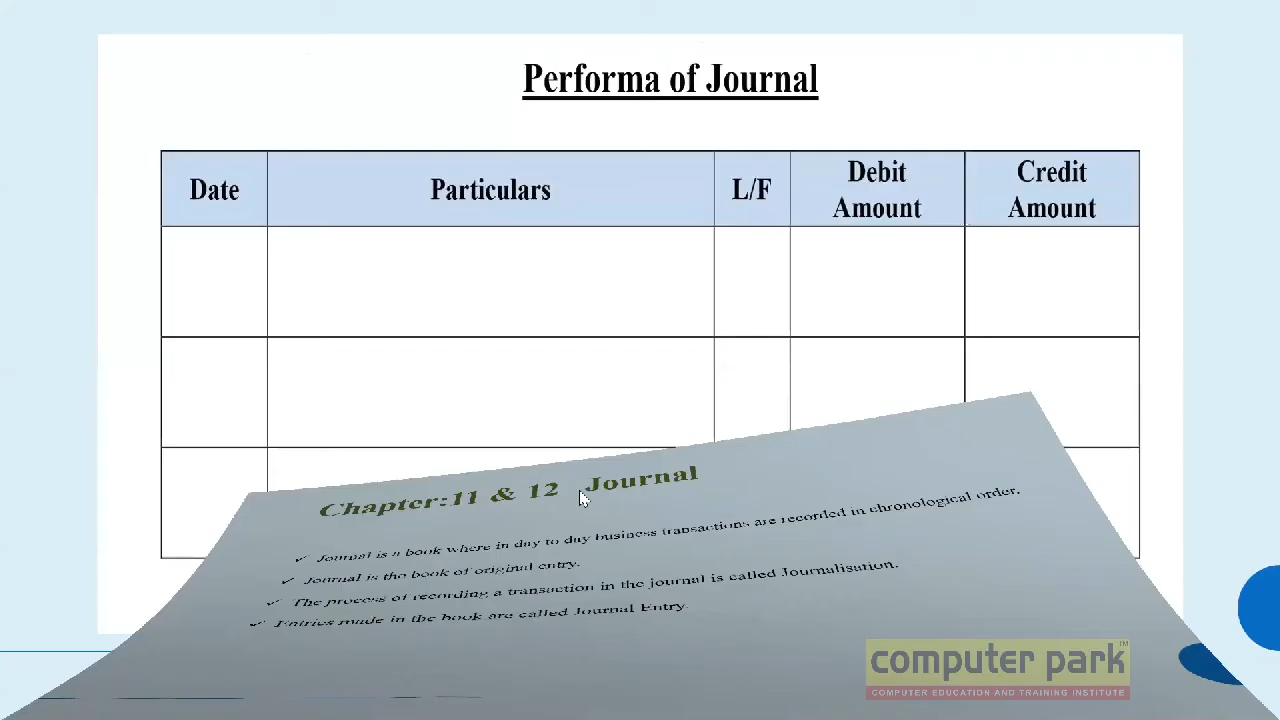 Performa of Journal
Date Particulars L/F Debit Amount Credit Amount
Chapter:11 & 12 Journal
✓ Journal is a book where in day to day business transactions are recorded in chronological order.
✓ Journal is the book of original entry.
✓ The process of recording a transaction in the journal is called Journalisation.
✓ Entries made in the book are called Journal Entry.
computer park™
COMPUTER EDUCATION AND TRAINING INSTITUTE